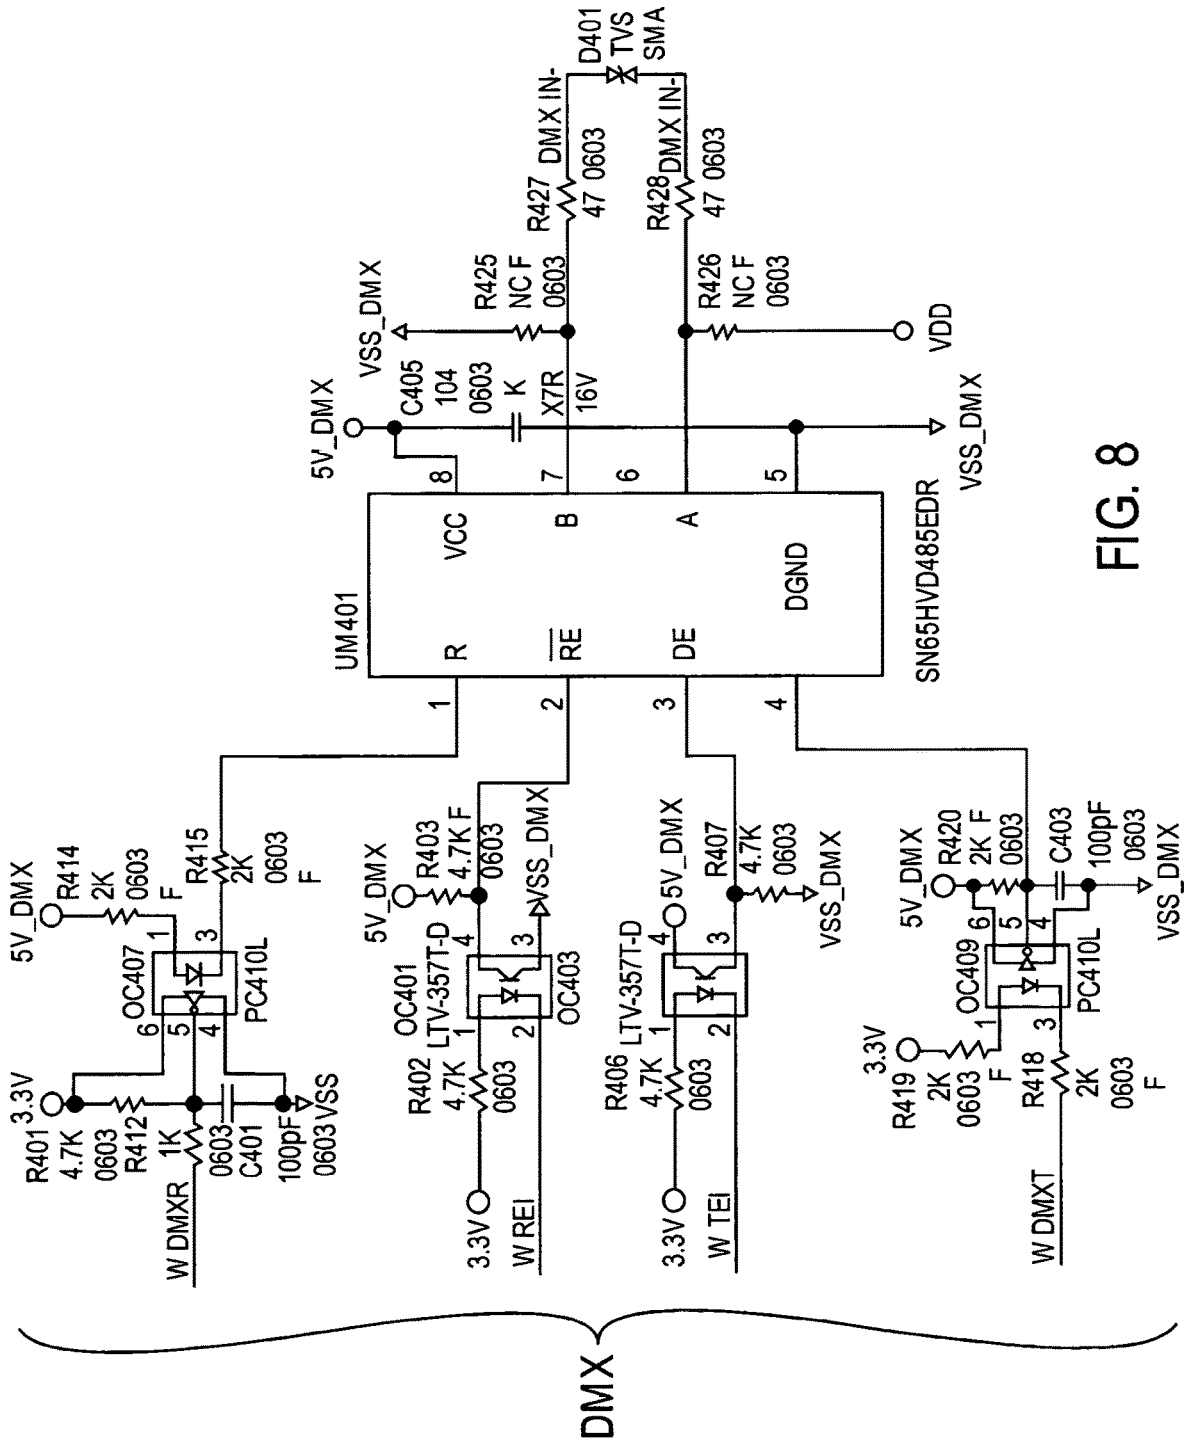 DMX
5V_DMX
R414
2K
0603
F
R415
2K
0603
F
OC407
1
3
6
5
4
PC410L
3.3V
R401
4.7K
0603
R412
1K
0603
C401
100pF
0603
VSS
W DMXR
5V_DMX
R403
4.7K F
0603
VSS_DMX
OC401
LTV-357T-D
4
3
1
2
OC403
R402
4.7K
0603
3.3V
W REI
5V_DMX
R407
4.7K
0603
VSS_DMX
LTV-357T-D
4
3
1
2
R406
4.7K
0603
3.3V
W TEI
5V_DMX
R420
2K F
0603
C403
100pF
0603
VSS_DMX
OC409
6
5
4
1
3
PC410L
3.3V
R419
2K
0603
F
R418
2K
0603
F
W DMXT
UM401
1
2
3
4
R
RE
DE
VCC
B
A
DGND
8
7
6
5
SN65HVD485EDR
5V_DMX
C405
104
0603
K
X7R
16V
VSS_DMX
VSS_DMX
R425
NC F
0603
R426
NC F
0603
VDD
R427
47 0603
DMX IN-
R428
47 0603
DMX IN-
D401
TVS
SMA
FIG. 8